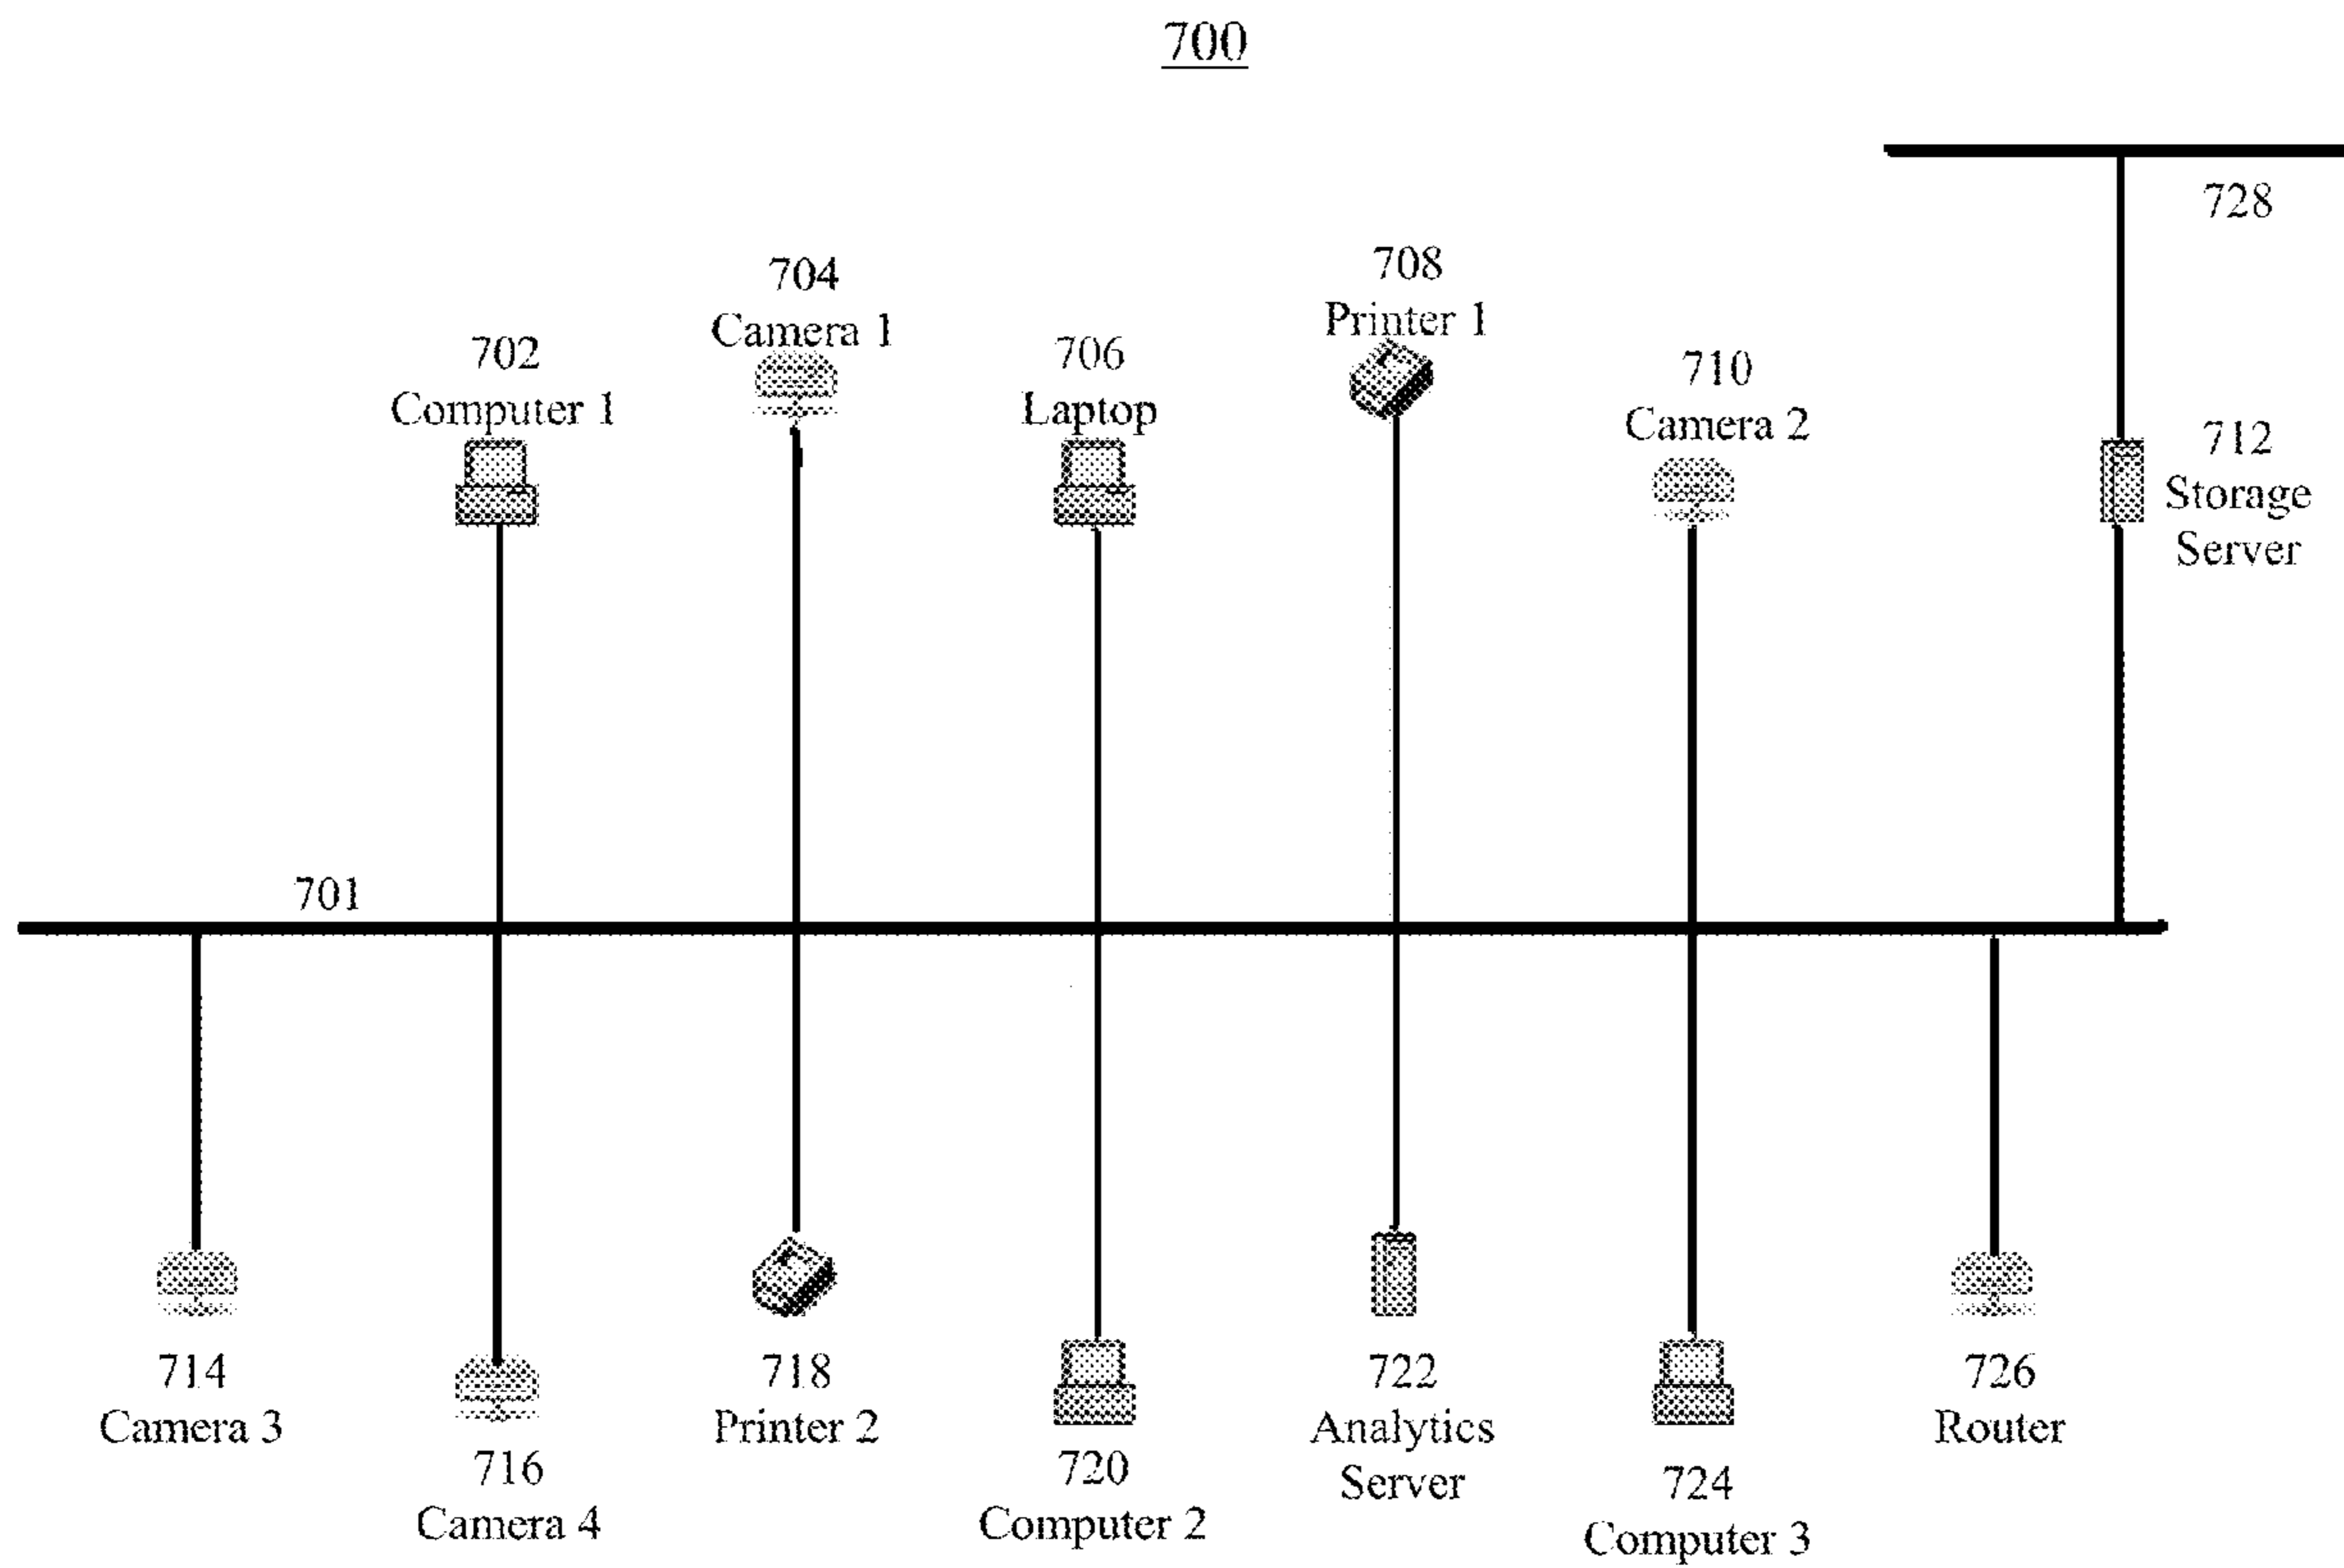 700
728
704
Camera 1
708
Printer 1
702
Computer 1
706
Laptop
710
Camera 2
712
Storage
Server
701
714
Camera 3
716
Camera 4
718
Printer 2
720
Computer 2
722
Analytics
Server
724
Computer 3
726
Router